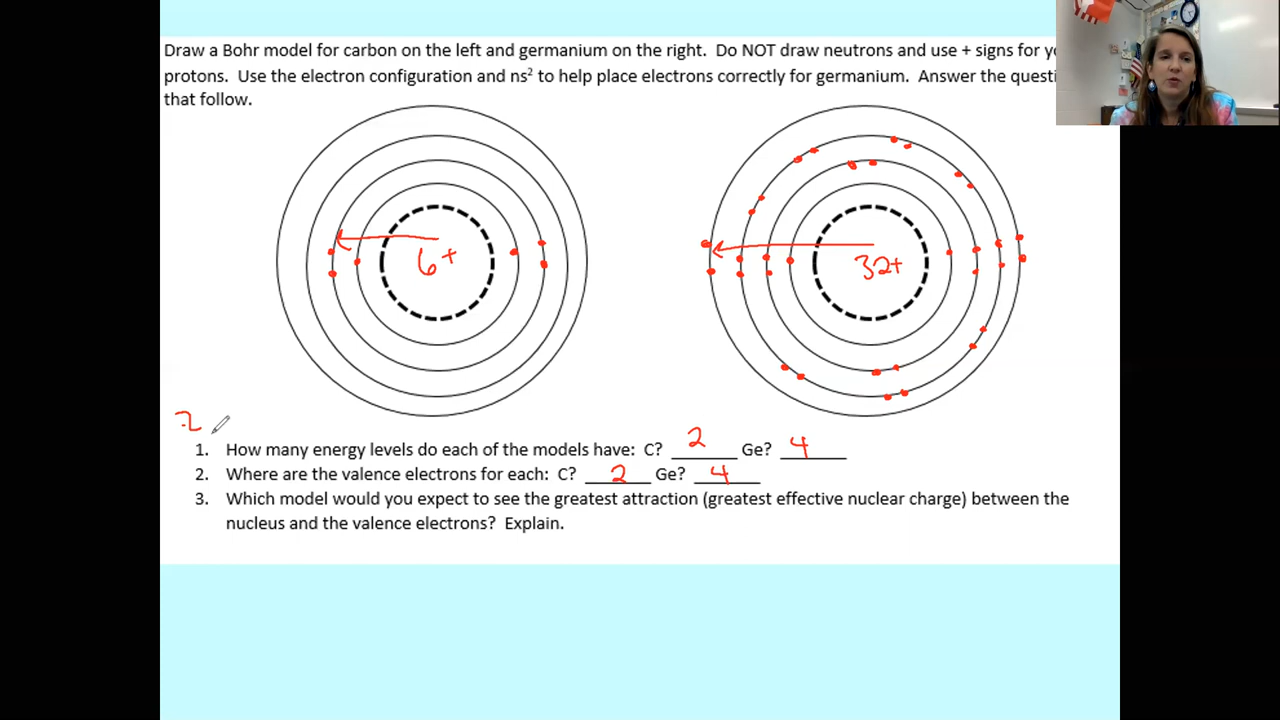 Draw a Bohr model for carbon on the left and germanium on the right. Do NOT draw neutrons and use + signs for
protons. Use the electron configuration and ns² to help place electrons correctly for germanium. Answer the
that follow.
6+
32+
1. How many energy levels do each of the models have: C? 2 Ge? 4
2. Where are the valence electrons for each: C? 2 Ge? 4
3. Which model would you expect to see the greatest attraction (greatest effective nuclear charge) between the
nucleus and the valence electrons? Explain.